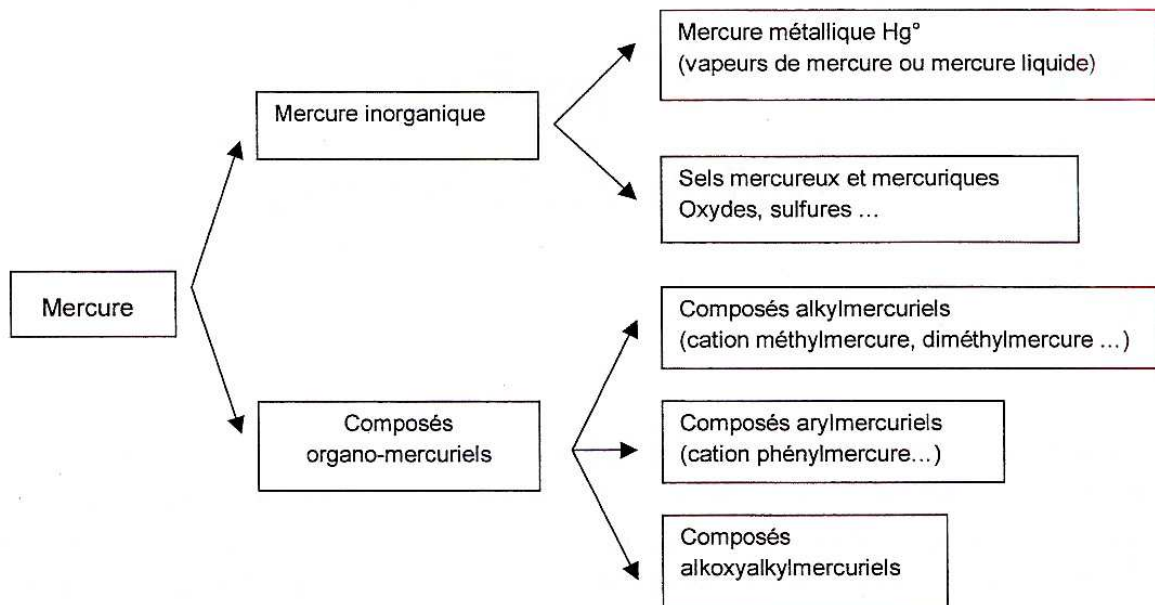 Mercure métallique Hg°
(vapeurs de mercure ou mercure liquide)
Mercure inorganique
Sels mercureux et mercuriques
Oxydes, sulfures ...
Mercure
Composés alkylmercuriels
(cation méthylmercure, diméthylmercure ...)
Composés
organo-mercuriels
Composés arylmercuriels
(cation phénylmercure...)
Composés
alkoxyalkylmercuriels